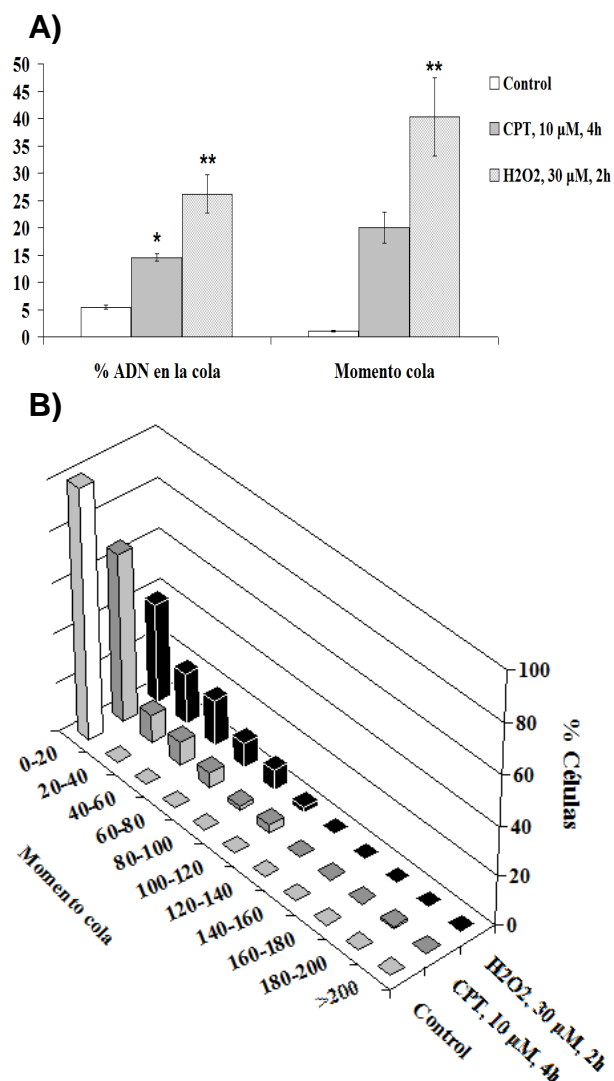 A)
50
45
40
35
30
25
20
15
10
5
0
*
**
**
% ADN en la cola
Momento cola
Control
CPT, 10 µM, 4h
H2O2, 30 µM, 2h
B)
100
80
60
40
20
0
% Células
0-20
20-40
40-60
60-80
80-100
100-120
120-140
140-160
160-180
180-200
>200
Momento cola
Control
CPT, 10 µM, 4h
H2O2, 30 µM, 2h